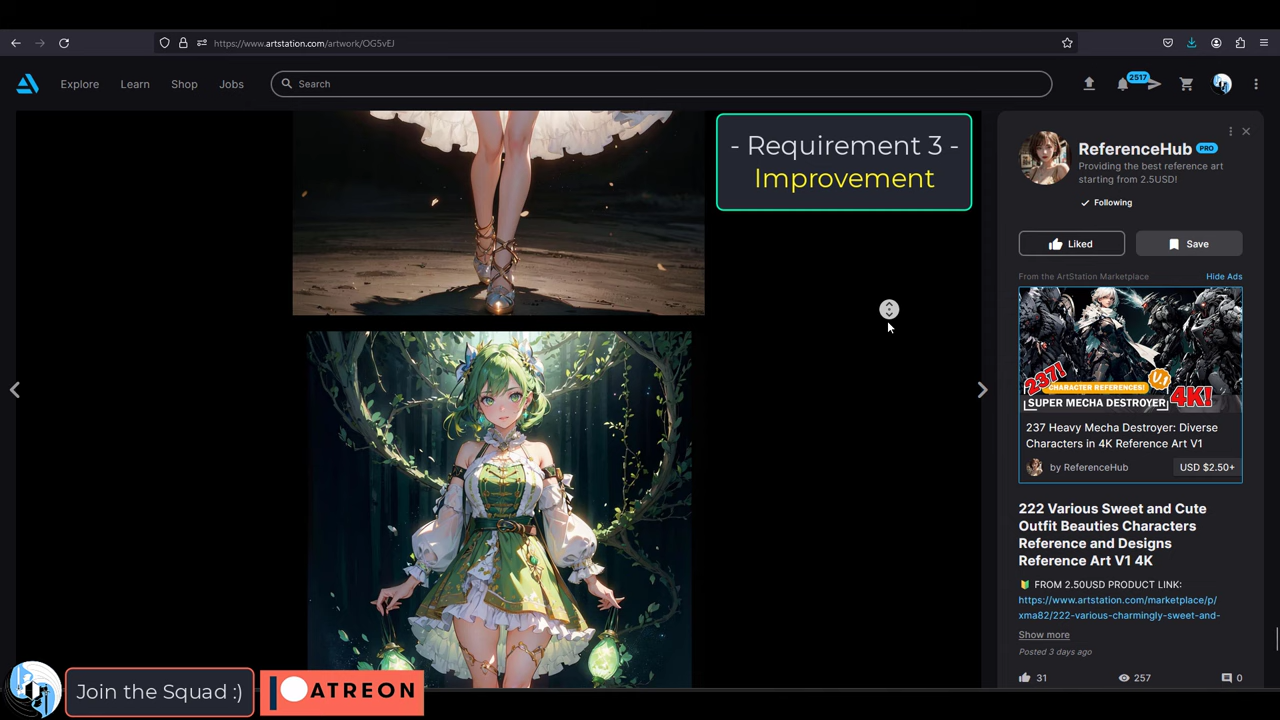 https://www.artstation.com/artwork/OG5vEJ
Explore
Learn
Shop
Jobs
Search
2517
- Requirement 3 -
Improvement
ReferenceHub PRO
Providing the best reference art
starting from 2.5USD!
Following
Liked
Save
From the ArtStation Marketplace
Hide Ads
237!
CHARACTER REFERENCES!
V.1
SUPER MECHA DESTROYER
4K!
237 Heavy Mecha Destroyer: Diverse
Characters in 4K Reference Art V1
by ReferenceHub
USD $2.50+
222 Various Sweet and Cute
Outfit Beauties Characters
Reference and Designs
Reference Art V1 4K
FROM 2.50USD PRODUCT LINK:
https://www.artstation.com/marketplace/p/
xma82/222-various-charmingly-sweet-and-
Show more
Posted 3 days ago
31
257
0
Join the Squad :)
PATREON